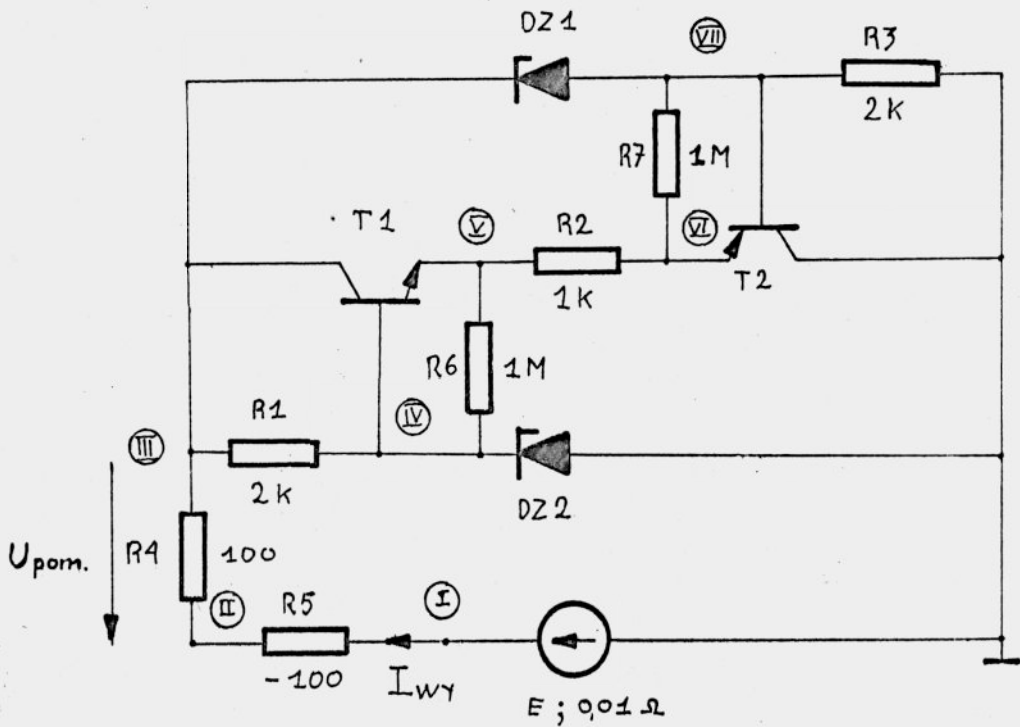 DZ1
VII
R3
2K
R7
1M
T1
V
R2
1K
VI
T2
R6
1M
R1
2K
IV
III
DZ2
Upom.
R4
100
II
R5
-100
I
IWY
E ; 0,01 Ω